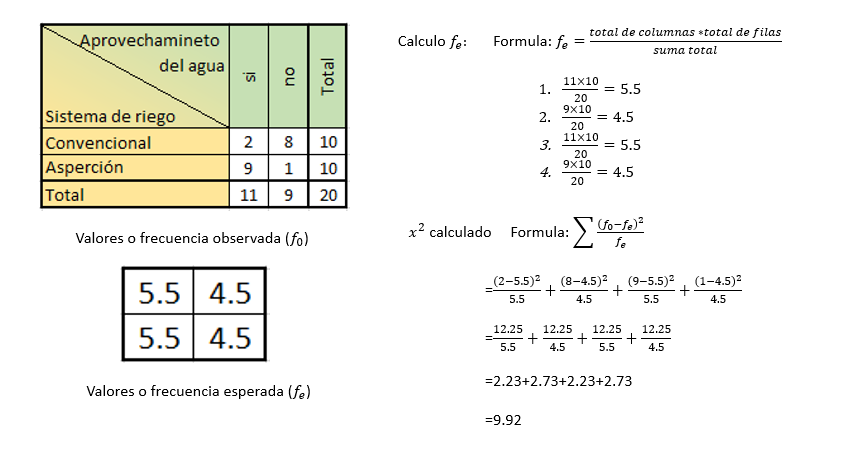 Aprovechamineto
del agua
si
no
Total
Sistema de riego
Convencional 2 8 10
Asperción 9 1 10
Total 11 9 20
Valores o frecuencia observada (f₀)
5.5 4.5
5.5 4.5
Valores o frecuencia esperada (fₑ)
Calculo fₑ: Formula: fₑ = total de columnas ∗total de filas / suma total
1. 11×10/20 = 5.5
2. 9×10/20 = 4.5
3. 11×10/20 = 5.5
4. 9×10/20 = 4.5
x² calculado Formula: ∑ (f₀−fₑ)²/fₑ
=(2−5.5)²/5.5 + (8−4.5)²/4.5 + (9−5.5)²/5.5 + (1−4.5)²/4.5
=12.25/5.5 + 12.25/4.5 + 12.25/5.5 + 12.25/4.5
=2.23+2.73+2.23+2.73
=9.92